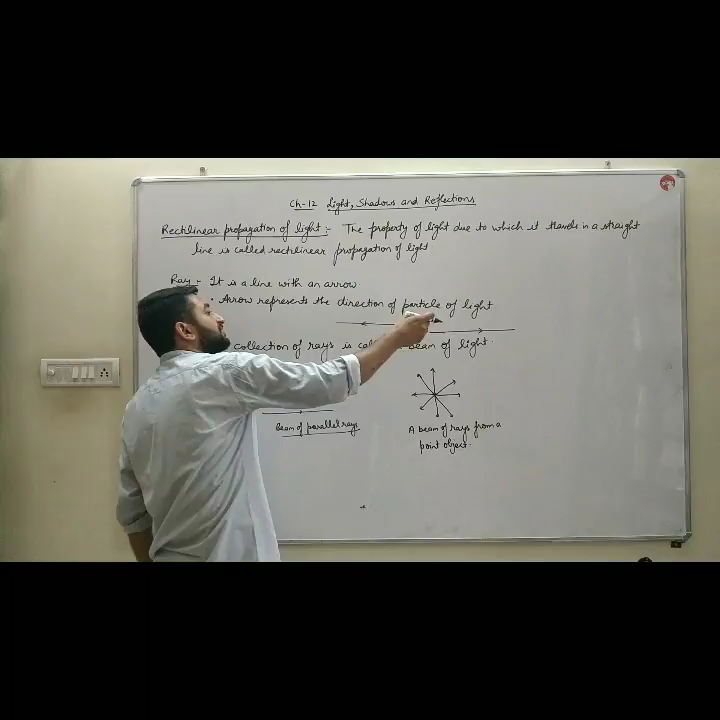 Ch-12 Light, Shadows and Reflections
Rectilinear propagation of light :- The property of light due to which it travels in a straight
line is called rectilinear propagation of light
Ray :- It is a line with an arrow.
• Arrow represents the direction of particle of light
collection of rays is beam of light.
Beam of parallel rays
A beam of rays from a
point object.